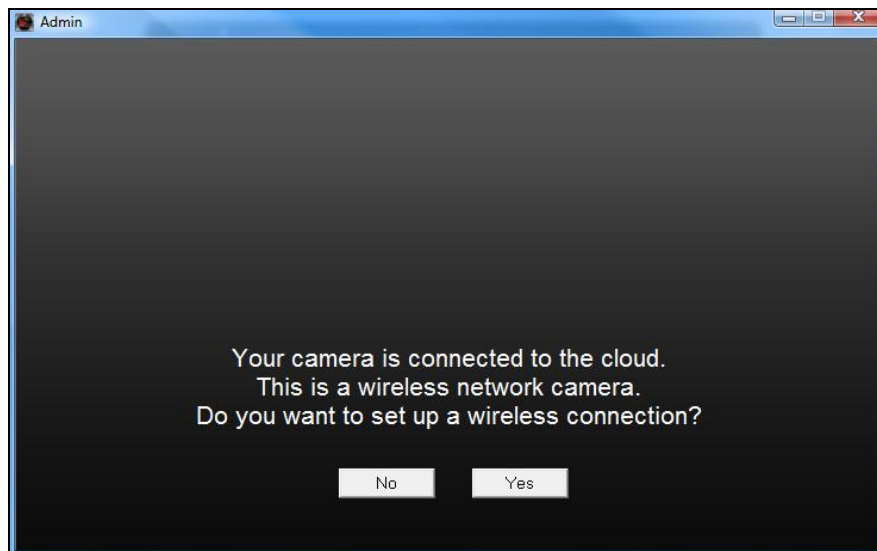 Admin
Your camera is connected to the cloud.
This is a wireless network camera.
Do you want to set up a wireless connection?
No
Yes